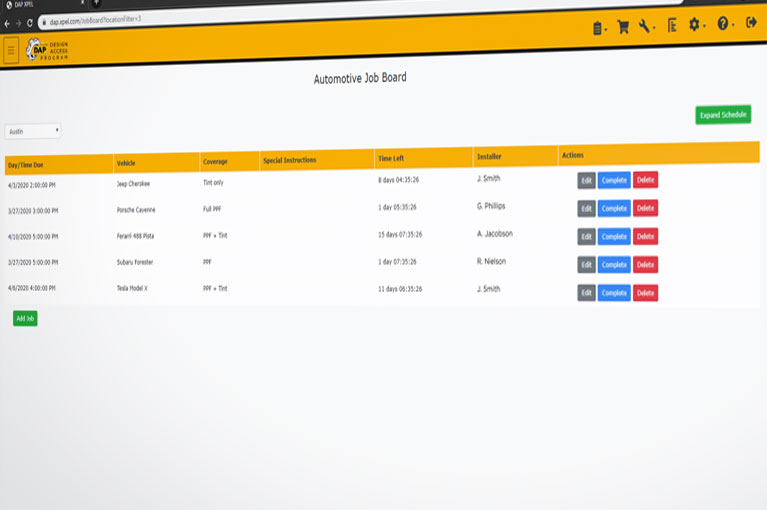 DAP XPEL
dap.xpel.com/JobBoard?locationFilter=3
DAP DESIGN
ACCESS
PROGRAM
Automotive Job Board
Expand Schedule
Austin
Day/Time Due Vehicle Coverage Special Instructions Time Left Installer Actions
4/3/2020 2:00:00 PM Jeep Cherokee Tint only 8 days 04:35:26 J. Smith Edit Complete Delete
3/27/2020 3:00:00 PM Porsche Cayenne Full PPF 1 day 05:35:26 G. Phillips Edit Complete Delete
4/10/2020 5:00:00 PM Ferarri 488 Pista PPF + Tint 15 days 07:35:26 A. Jacobson Edit Complete Delete
3/27/2020 5:00:00 PM Subaru Forester PPF 1 day 07:35:26 R. Nielson Edit Complete Delete
4/6/2020 4:00:00 PM Tesla Model X PPF + Tint 11 days 06:35:26 J. Smith Edit Complete Delete
Add Job